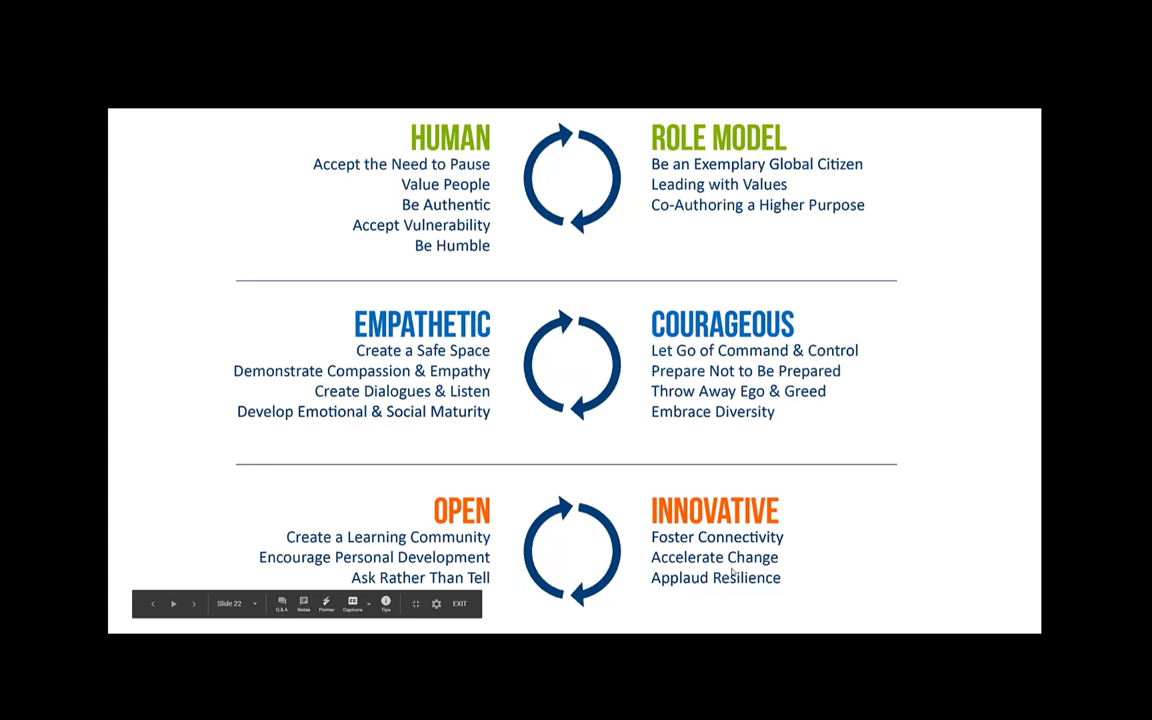 HUMAN
Accept the Need to Pause
Value People
Be Authentic
Accept Vulnerability
Be Humble
ROLE MODEL
Be an Exemplary Global Citizen
Leading with Values
Co-Authoring a Higher Purpose
EMPATHETIC
Create a Safe Space
Demonstrate Compassion & Empathy
Create Dialogues & Listen
Develop Emotional & Social Maturity
COURAGEOUS
Let Go of Command & Control
Prepare Not to Be Prepared
Throw Away Ego & Greed
Embrace Diversity
OPEN
Create a Learning Community
Encourage Personal Development
Ask Rather Than Tell
INNOVATIVE
Foster Connectivity
Accelerate Change
Applaud Resilience
Slide 22
Q&A
Notes
Pointer
Captions
Tips
EXIT